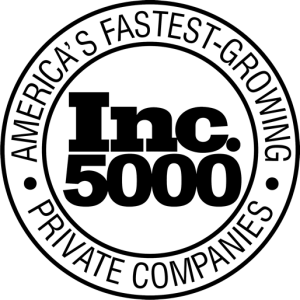 AMERICA'S FASTEST-GROWING
Inc.
5000
PRIVATE COMPANIES